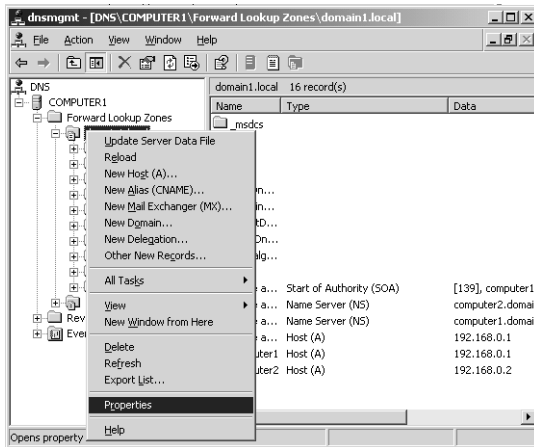 dnsmgmt - [DNS\COMPUTER1\Forward Lookup Zones\domain1.local]
File Action View Window Help
DNS
COMPUTER1
Forward Lookup Zones
Rev
Eve
domain1.local 16 record(s)
Name Type Data
_msdcs
Update Server Data File
Reload
New Host (A)...
New Alias (CNAME)...
New Mail Exchanger (MX)...
New Domain...
New Delegation...
Other New Records...
All Tasks
View
New Window from Here
Delete
Refresh
Export List...
Properties
Help
Start of Authority (SOA) [139], computer1
Name Server (NS) computer2.domai
Name Server (NS) computer1.domai
Host (A) 192.168.0.1
uter1 Host (A) 192.168.0.1
uter2 Host (A) 192.168.0.2
Opens property